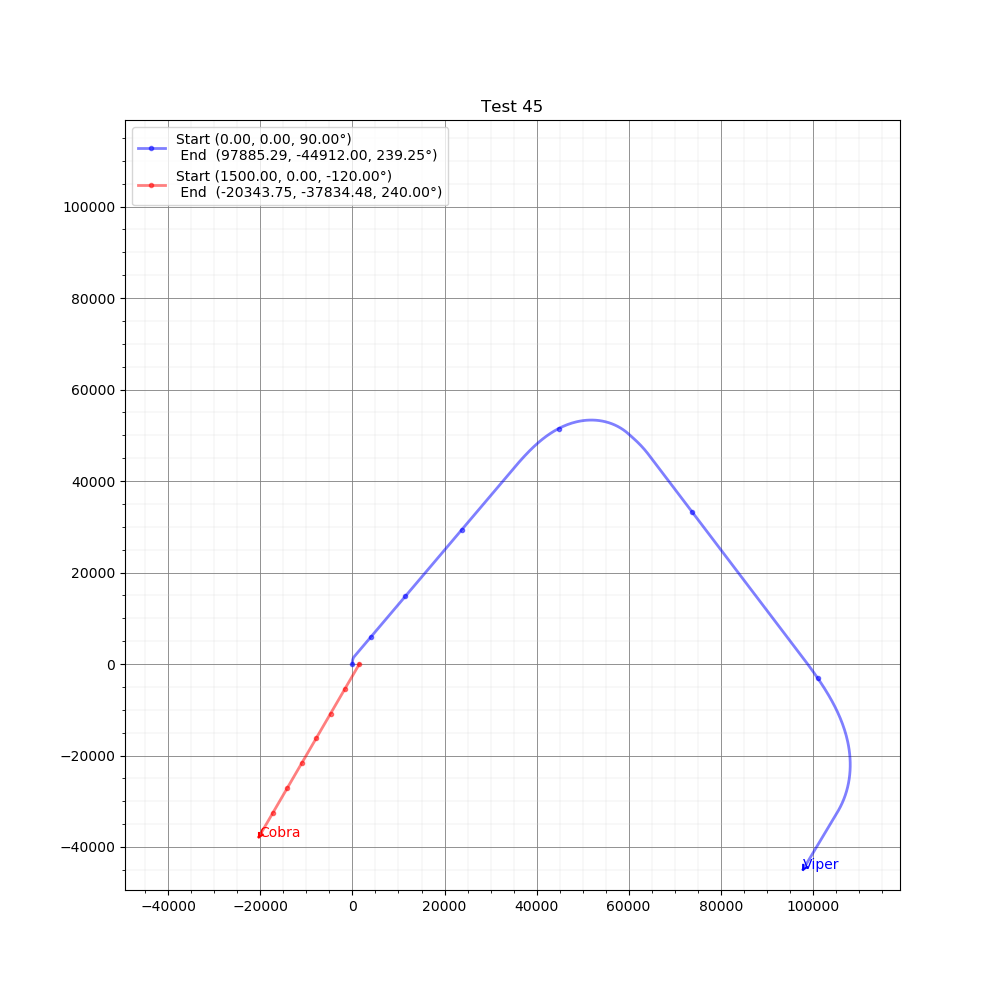 Test 45
Start (0.00, 0.00, 90.00°)
End (97885.29, -44912.00, 239.25°)
Start (1500.00, 0.00, -120.00°)
End (-20343.75, -37834.48, 240.00°)
100000
80000
60000
40000
20000
0
−20000
−40000
Cobra
Viper
−40000 −20000 0 20000 40000 60000 80000 100000